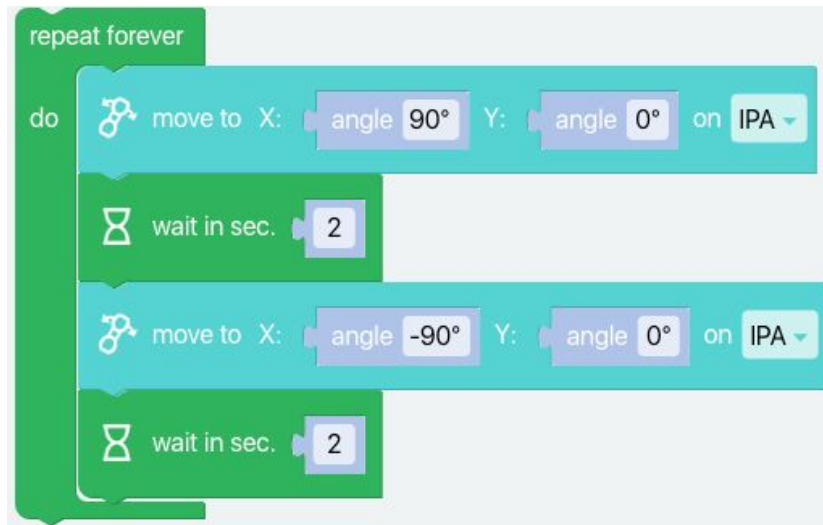 repeat forever
do move to X: angle 90° Y: angle 0° on IPA
wait in sec. 2
move to X: angle -90° Y: angle 0° on IPA
wait in sec. 2